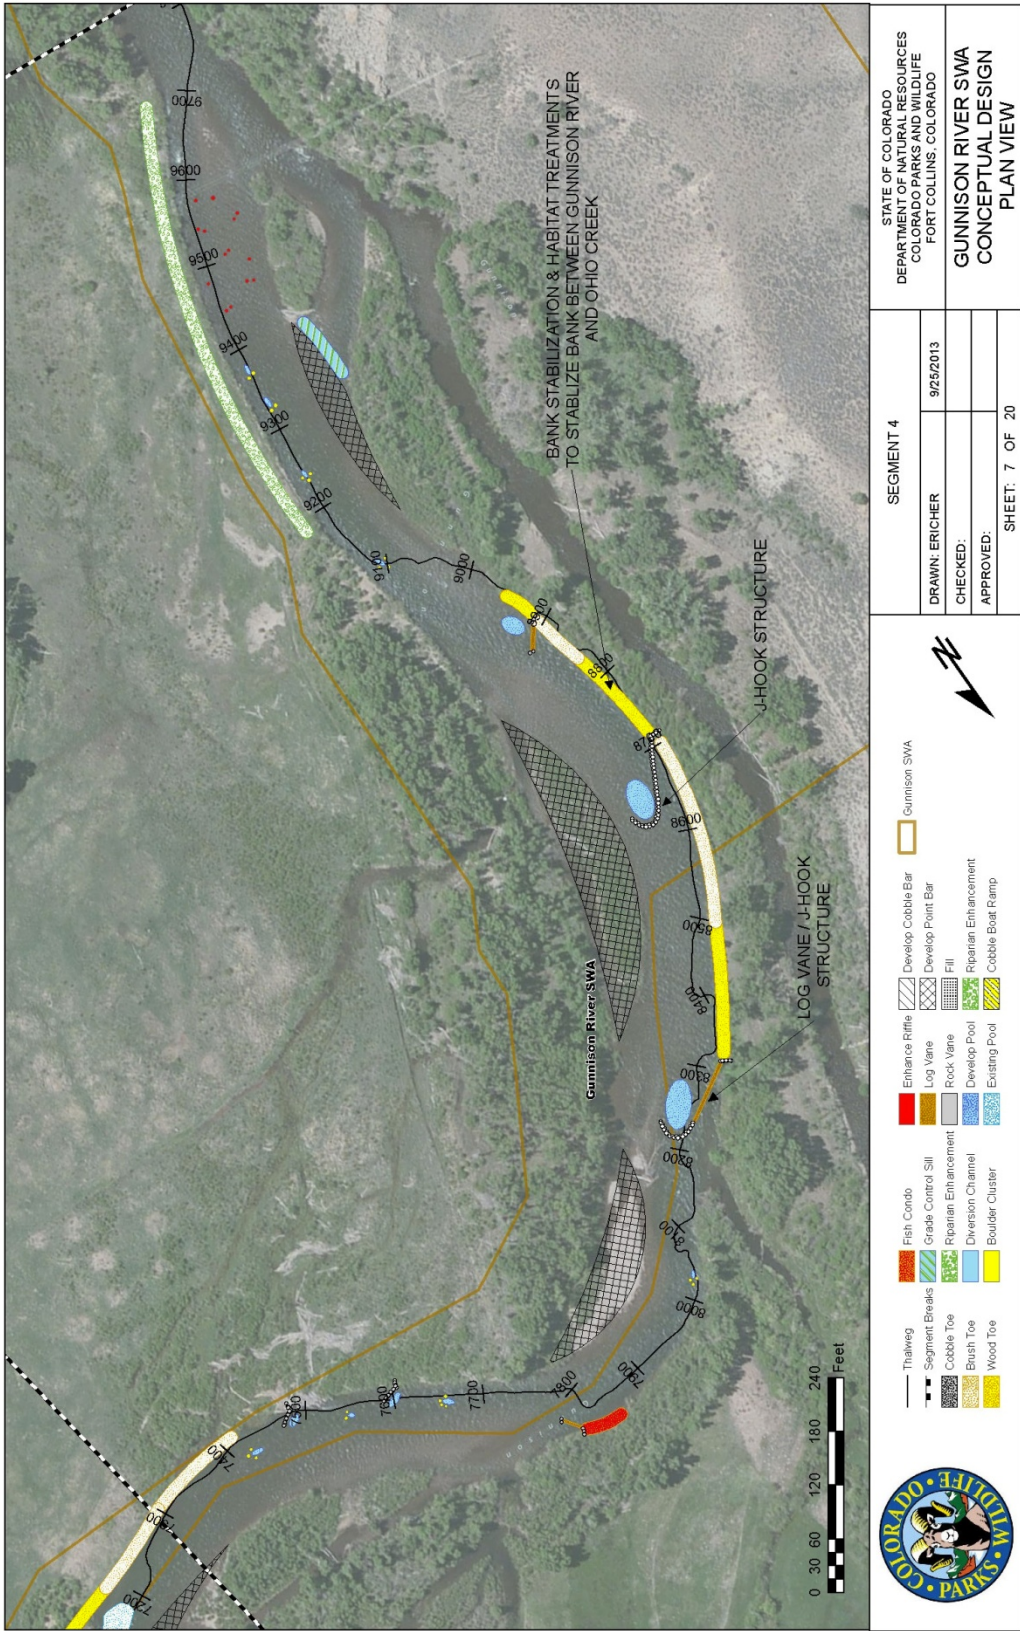 BANK STABILIZATION & HABITAT TREATMENTS
TO STABLIZE BANK BETWEEN GUNNISON RIVER
AND OHIO CREEK
J-HOOK STRUCTURE
LOG VANE / J-HOOK
STRUCTURE
Gunnison River SWA
7200
7300
7400
7500
7600
7700
7800
7900
8000
8100
8200
8300
8400
8500
8600
8700
8800
8900
9000
9100
9200
9300
9400
9500
9600
9700
0 30 60 120 180 240
Feet
COLORADO
PARKS • WILDLIFE
Thalweg
Segment Breaks
Cobble Toe
Brush Toe
Wood Toe
Fish Condo
Grade Control Sill
Riparian Enhancement
Diversion Channel
Boulder Cluster
Enhance Riffle
Log Vane
Rock Vane
Develop Pool
Existing Pool
Develop Cobble Bar
Develop Point Bar
Fill
Riparian Enhancement
Cobble Boat Ramp
Gunnison SWA
N
SEGMENT 4
DRAWN: ERICHER 9/25/2013
CHECKED:
APPROVED:
SHEET: 7 OF 20
STATE OF COLORADO
DEPARTMENT OF NATURAL RESOURCES
COLORADO PARKS AND WILDLIFE
FORT COLLINS, COLORADO
GUNNISON RIVER SWA
CONCEPTUAL DESIGN
PLAN VIEW